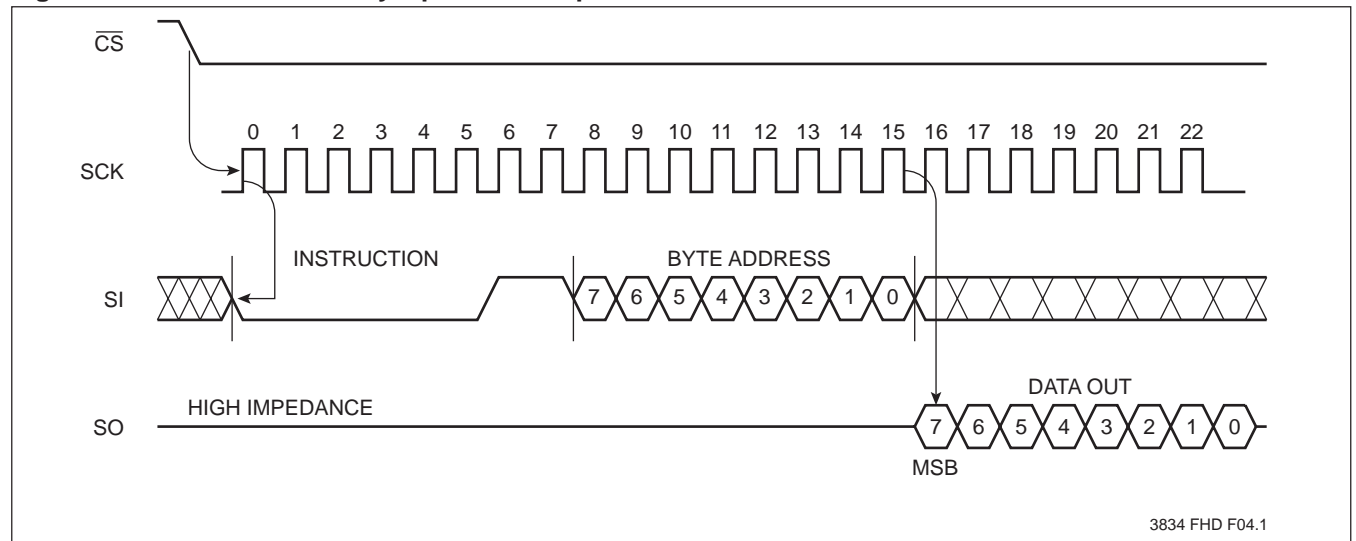 CS
0 1 2 3 4 5 6 7 8 9 10 11 12 13 14 15 16 17 18 19 20 21 22
SCK
INSTRUCTION BYTE ADDRESS
SI 7 6 5 4 3 2 1 0
DATA OUT
HIGH IMPEDANCE
SO 7 6 5 4 3 2 1 0
MSB
3834 FHD F04.1